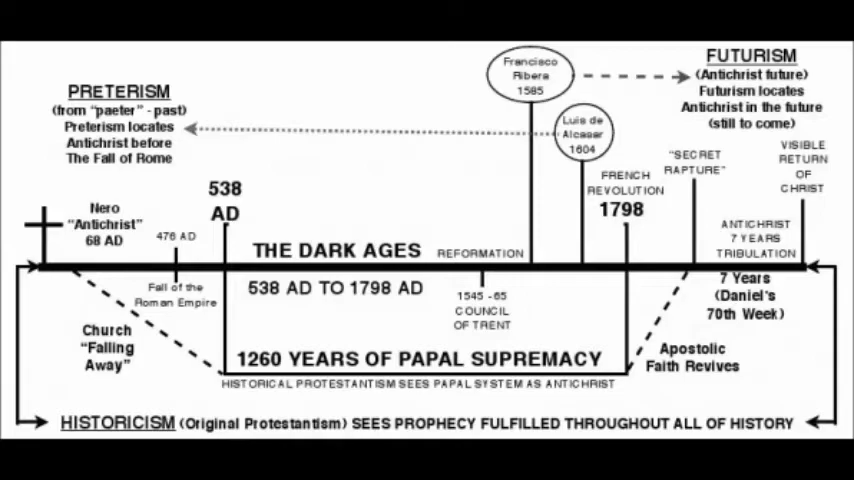 PRETERISM
(from "paeter" - past)
Preterism locates
Antichrist before
The Fall of Rome
Francisco
Ribera
1585
FUTURISM
(Antichrist future)
Futurism locates
Antichrist in the future
(still to come)
Luis de
Alcasar
1604
"SECRET
RAPTURE"
VISIBLE
RETURN
OF
CHRIST
FRENCH
REVOLUTION
1798
538
AD
Nero
"Antichrist"
68 AD
476 AD
THE DARK AGES
REFORMATION
ANTICHRIST
7 YEARS
TRIBULATION
Fall of the
Roman Empire
538 AD TO 1798 AD
1545 -65
COUNCIL
OF TRENT
7 Years
(Daniel's
70th Week)
Church
"Falling
Away"
1260 YEARS OF PAPAL SUPREMACY
Apostolic
Faith Revives
HISTORICAL PROTESTANTISM SEES PAPAL SYSTEM AS ANTICHRIST
HISTORICISM (Original Protestantism) SEES PROPHECY FULFILLED THROUGHOUT ALL OF HISTORY